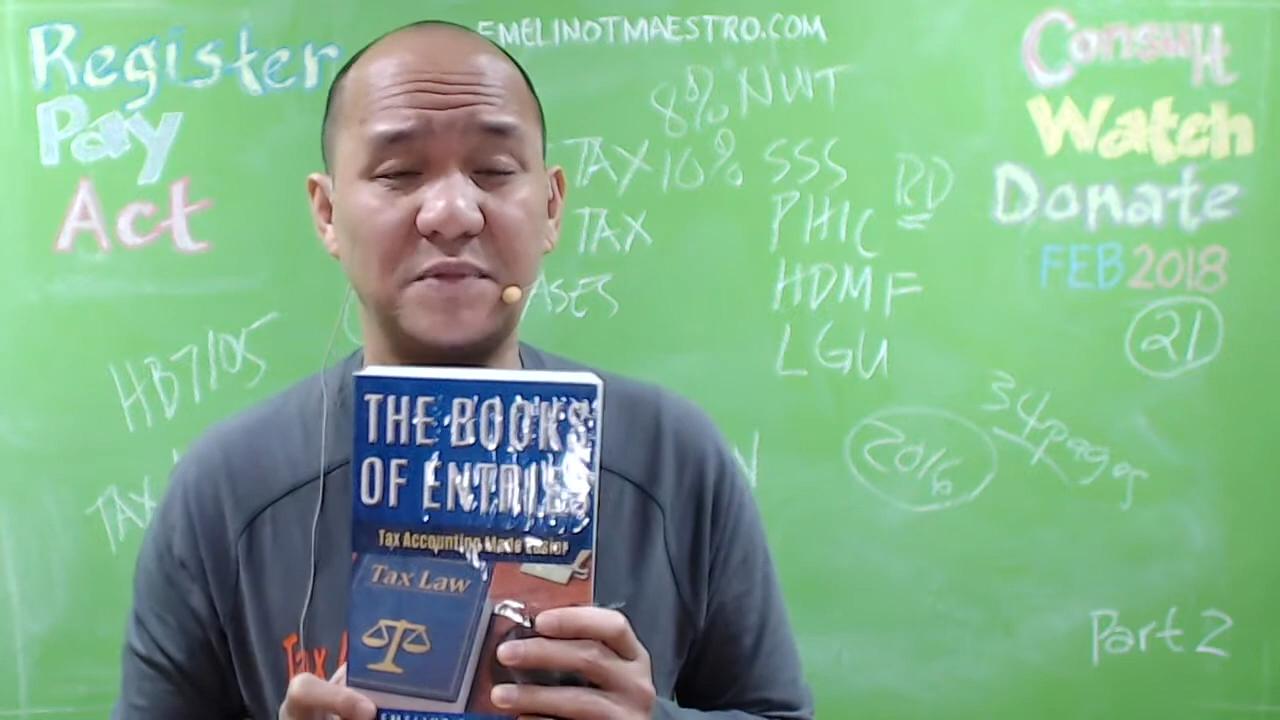 Register
Pay
Act
EMELINOTMAESTRO.COM
8% NWT
TAX 10%
TAX
ASES
SSS
PHIC
HDMF
LGU
RD
Consult
Watch
Donate
FEB 2018
21
HB7105
TAX
2016
34 pages
Part 2
THE BOOKS
OF ENTRIES
Tax Accounting Made Easier
Tax Law
Tax